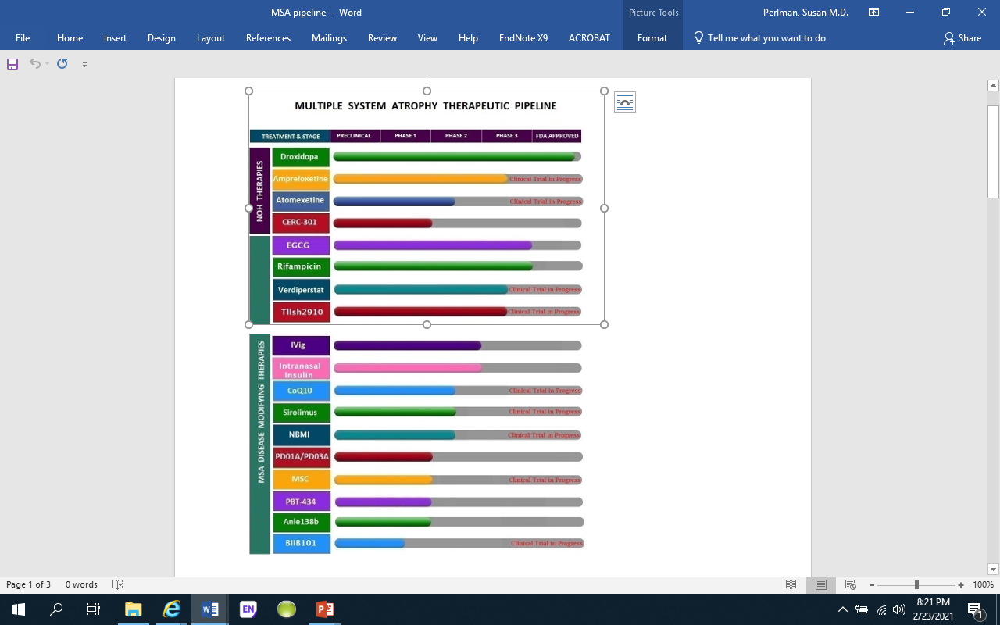 MSA pipeline - Word
Picture Tools
Perlman, Susan M.D.
File Home Insert Design Layout References Mailings Review View Help EndNote X9 ACROBAT Format Tell me what you want to do Share
MULTIPLE SYSTEM ATROPHY THERAPEUTIC PIPELINE
TREATMENT & STAGE PRECLINICAL PHASE 1 PHASE 2 PHASE 3 FDA APPROVED
NOH THERAPIES
Droxidopa
Ampreloxetine Clinical Trial in Progress
Atomexetine Clinical Trial in Progress
CERC-301
EGCG
Rifampicin
Verdiperstat Clinical Trial in Progress
TIIsh2910 Clinical Trial in Progress
MSA DISEASE MODIFYING THERAPIES
IVig
Intranasal
Insulin
CoQ10 Clinical Trial in Progress
Sirolimus Clinical Trial in Progress
NBMI Clinical Trial in Progress
PD01A/PD03A
MSC Clinical Trial in Progress
PBT-434
Anle138b
BIIB101 Clinical Trial in Progress
Page 1 of 3 0 words 100%
EN
8:21 PM
2/23/2021
1